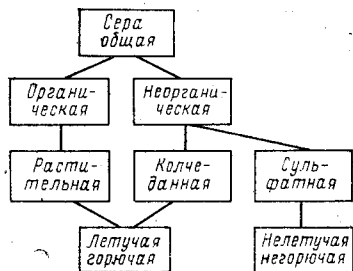 Сера
общая
Органи-
ческая
Неоргани-
ческая
Расти-
тельная
Колче-
данная
Суль-
фатная
Летучая
горючая
Нелетучая
негорючая